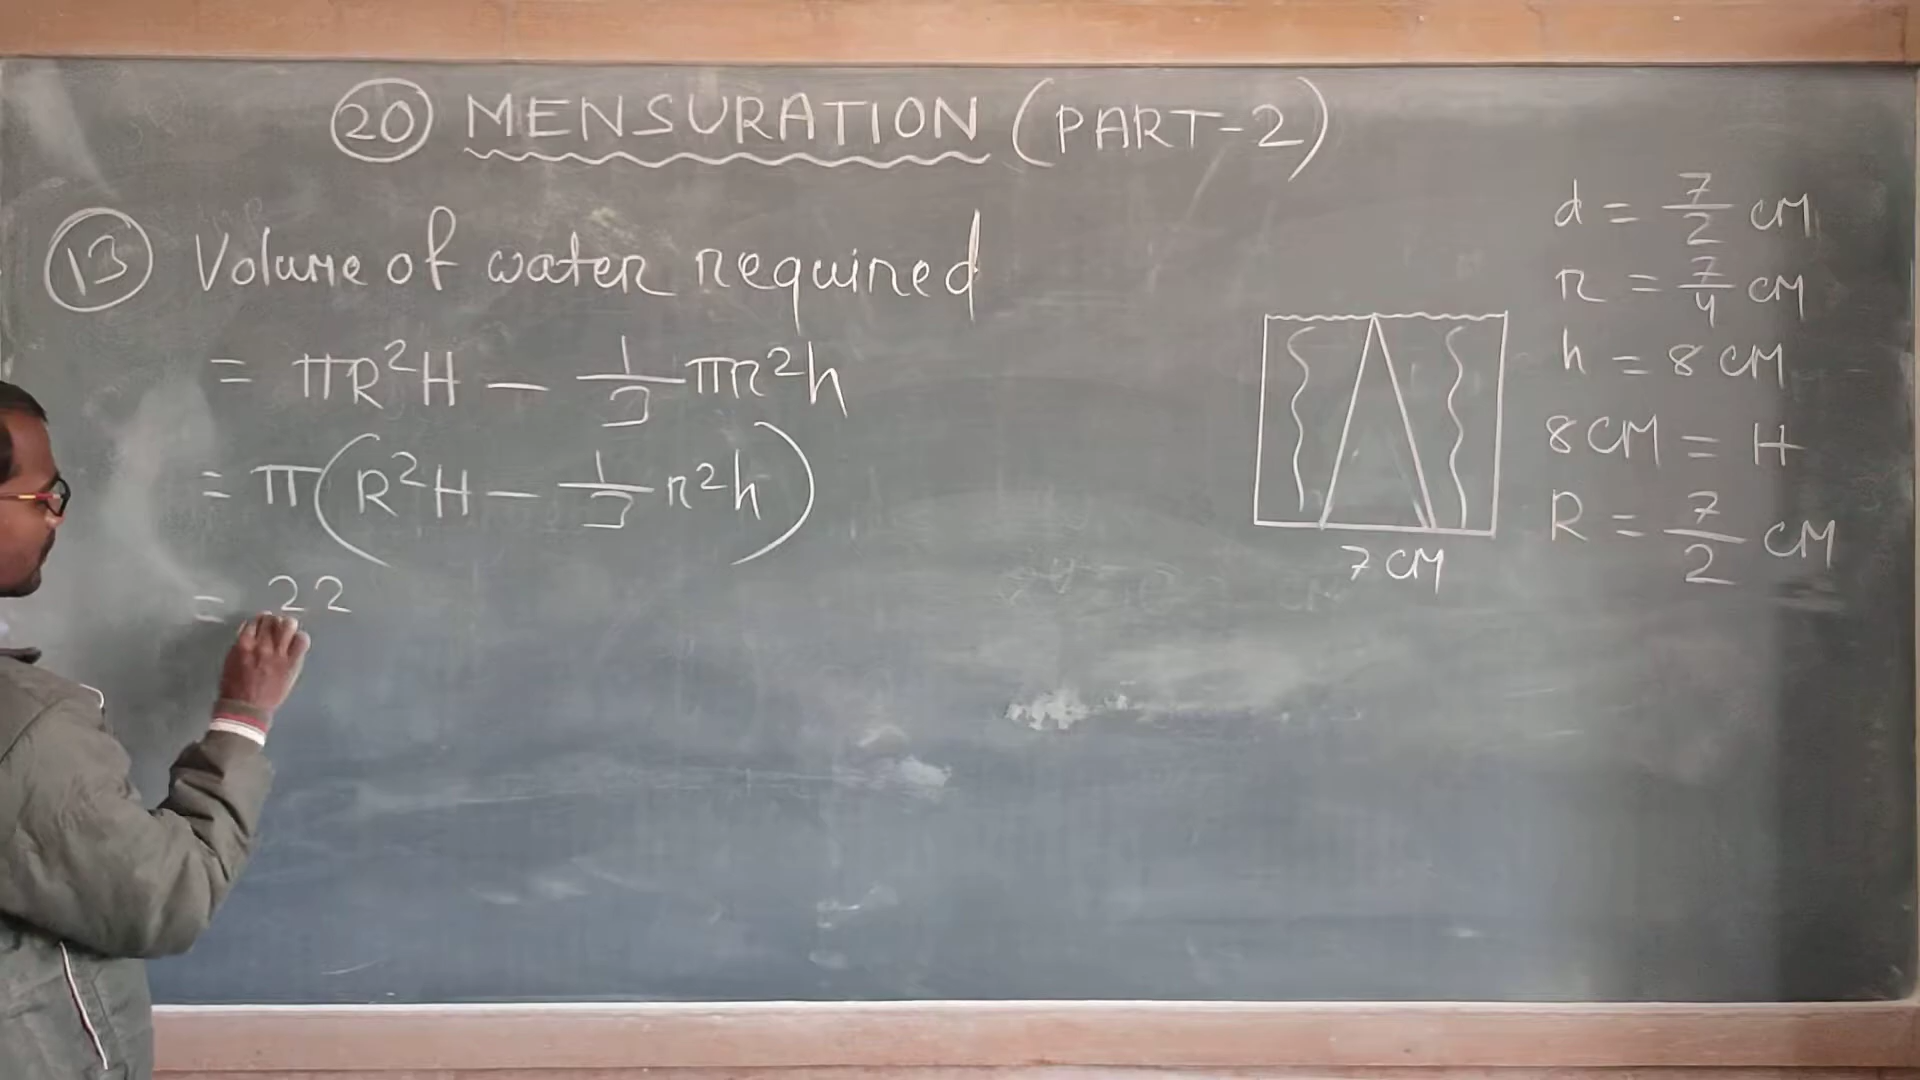 20 MENSURATION (PART-2)
13 Volume of water required
= πR²H - 1/3 πr²h
= π(R²H - 1/3 r²h)
= 22
7 CM
d = 7/2 CM
r = 7/4 CM
h = 8 CM
8 CM = H
R = 7/2 CM